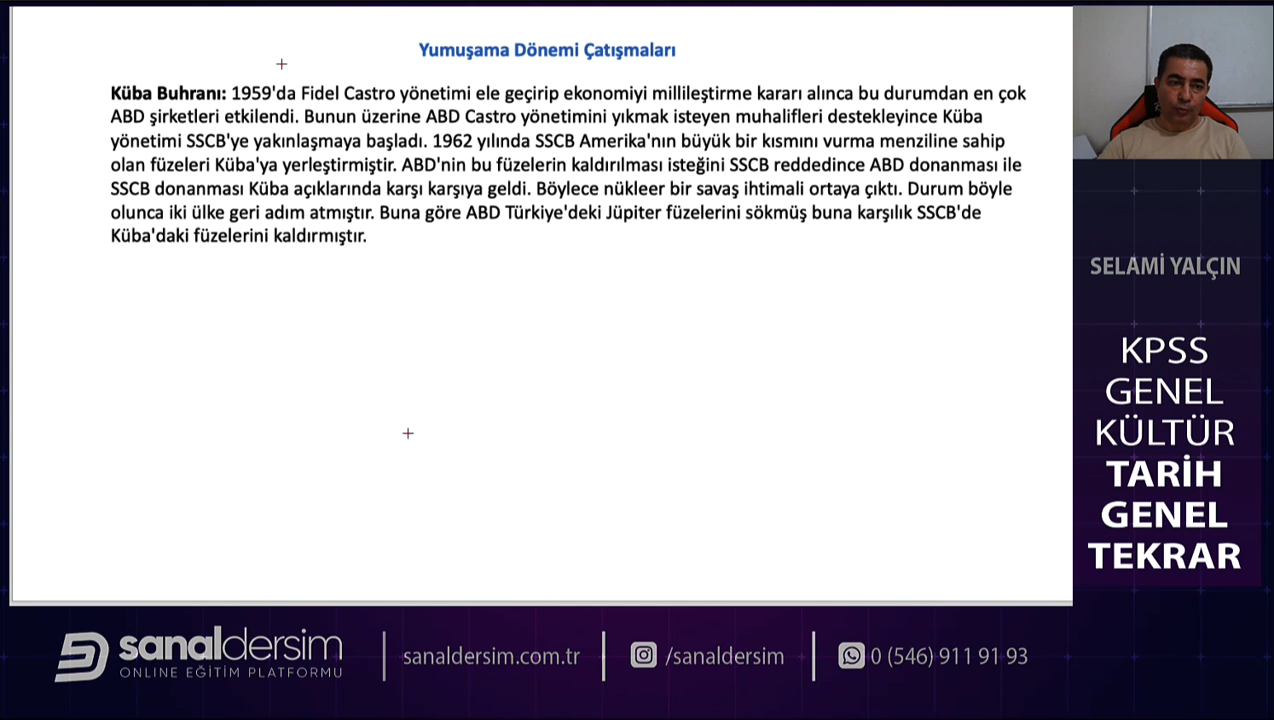 Yumuşama Dönemi Çatışmaları
Küba Buhranı: 1959'da Fidel Castro yönetimi ele geçirip ekonomiyi millileştirme kararı alınca bu durumdan en çok
ABD şirketleri etkilendi. Bunun üzerine ABD Castro yönetimini yıkmak isteyen muhalifleri destekleyince Küba
yönetimi SSCB'ye yakınlaşmaya başladı. 1962 yılında SSCB Amerika'nın büyük bir kısmını vurma menziline sahip
olan füzeleri Küba'ya yerleştirmiştir. ABD'nin bu füzelerin kaldırılması isteğini SSCB reddedince ABD donanması ile
SSCB donanması Küba açıklarında karşı karşıya geldi. Böylece nükleer bir savaş ihtimali ortaya çıktı. Durum böyle
olunca iki ülke geri adım atmıştır. Buna göre ABD Türkiye'deki Jüpiter füzelerini sökmüş buna karşılık SSCB'de
Küba'daki füzelerini kaldırmıştır.
SELAMİ YALÇIN
KPSS
GENEL
KÜLTÜR
TARİH
GENEL
TEKRAR
sanaldersim
ONLINE EĞİTİM PLATFORMU
sanaldersim.com.tr
/sanaldersim
0 (546) 911 91 93